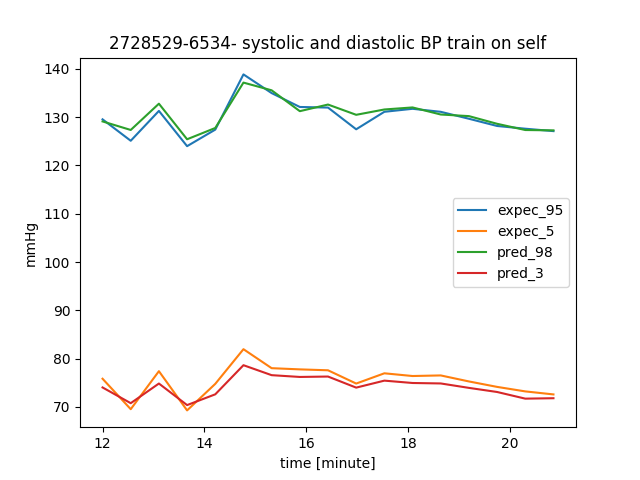 2728529-6534- systolic and diastolic BP train on self
140
130
120
110
100
90
80
70
mmHg
expec_95
expec_5
pred_98
pred_3
12
14
16
18
20
time [minute]